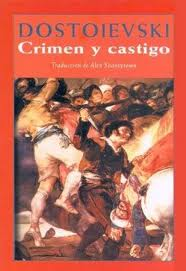 DOSTOIEVSKI
Crimen y castigo
Traducción de Alex